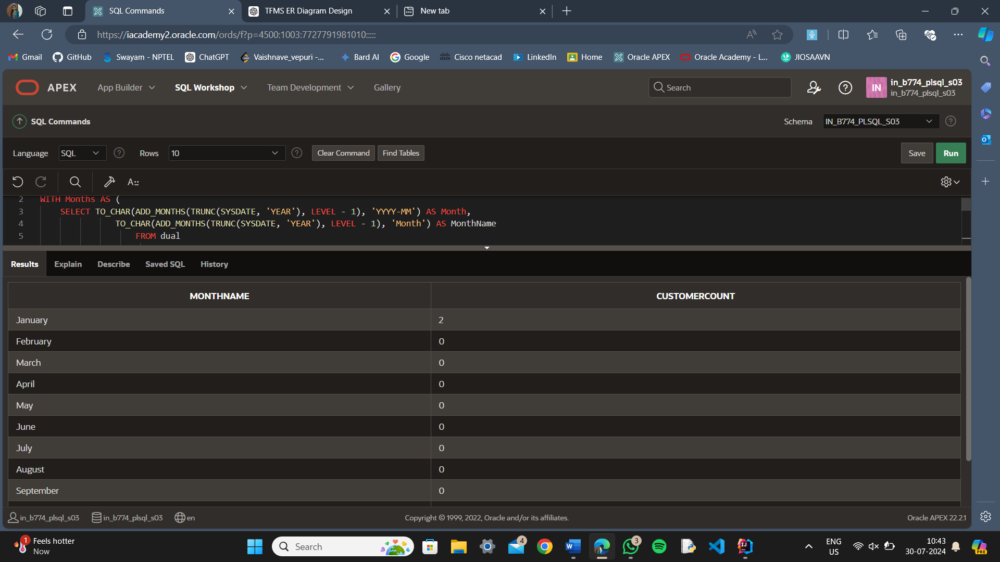 SQL Commands
TFMS ER Diagram Design
New tab
https://iacademy2.oracle.com/ords/f?p=4500:1003:7727791981010:::::
Gmail GitHub Swayam - NPTEL ChatGPT Vaishnave_vepuri -... Bard AI Google Cisco netacad LinkedIn Home Oracle APEX Oracle Academy - L... JIOSAAVN
APEX App Builder SQL Workshop Team Development Gallery Search IN in_b774_plsql_s03
in_b774_plsql_s03
SQL Commands Schema IN_B774_PLSQL_S03
Language SQL Rows 10 Clear Command Find Tables Save Run
2 WITH Months AS (
3 SELECT TO_CHAR(ADD_MONTHS(TRUNC(SYSDATE, 'YEAR'), LEVEL - 1), 'YYYY-MM') AS Month,
4 TO_CHAR(ADD_MONTHS(TRUNC(SYSDATE, 'YEAR'), LEVEL - 1), 'Month') AS MonthName
5 FROM dual
Results Explain Describe Saved SQL History
MONTHNAME CUSTOMERCOUNT
January 2
February 0
March 0
April 0
May 0
June 0
July 0
August 0
September 0
in_b774_plsql_s03 in_b774_plsql_s03 en Copyright © 1999, 2022, Oracle and/or its affiliates. Oracle APEX 22.2.1
1 Feels hotter
Now
Search
4
3
ENG
US
10:43
30-07-2024
PRE